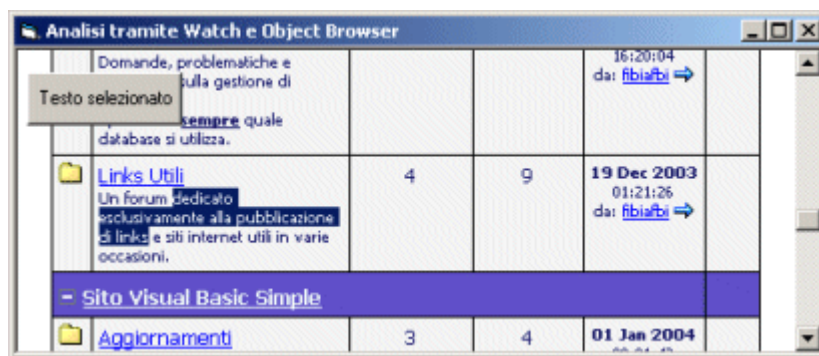 Analisi tramite Watch e Object Browser
Domande, problematiche e
ulla gestione di
sempre quale
database si utilizza.
16:20:04
da: fibiafbi
Testo selezionato
Links Utili
Un forum dedicato
esclusivamente alla pubblicazione
di links e siti internet utili in varie
occasioni.
4
9
19 Dec 2003
01:21:26
da: fibiafbi
Sito Visual Basic Simple
Aggiornamenti
3
4
01 Jan 2004